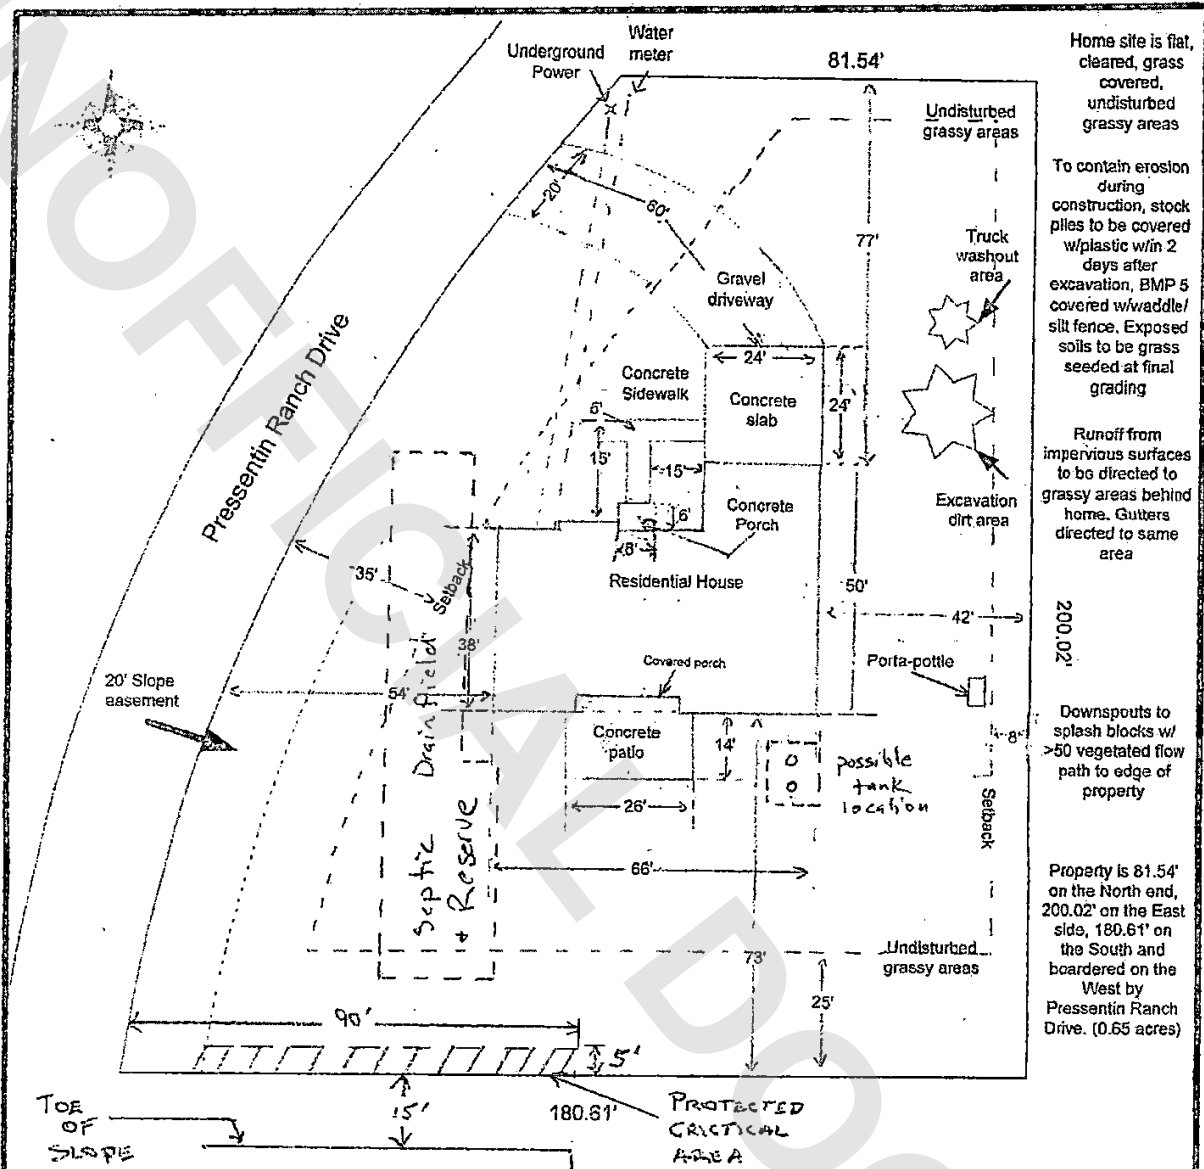 Underground
Power
Water
meter
81.54'
Undisturbed
grassy areas
20'
60'
77'
Truck
washout
area
Gravel
driveway
24'
Concrete
Sidewalk
Concrete
slab
24'
15'
15'
Excavation
dirt area
Concrete
Porch
6'
8'
Residential House
Pressentin Ranch Drive
35'
Setback
38'
50'
42'
200.02'
Covered porch
Porta-pottie
20' Slope
easement
54'
Concrete
patio
14'
26'
possible
tank
location
8'
Setback
Septic Drainfield
+ Reserve
66'
73'
Undisturbed
grassy areas
25'
90'
5'
15'
180.61'
TOE
OF
SLOPE
PROTECTED
CRICTICAL
AREA
Home site is flat,
cleared, grass
covered,
undisturbed
grassy areas
To contain erosion
during
construction, stock
piles to be covered
w/plastic w/in 2
days after
excavation, BMP 5
covered w/waddle/
silt fence. Exposed
soils to be grass
seeded at final
grading
Runoff from
impervious surfaces
to be directed to
grassy areas behind
home. Gutters
directed to same
area
Downspouts to
splash blocks w/
>50 vegetated flow
path to edge of
property
Property is 81.54'
on the North end,
200.02' on the East
side, 180.61' on
the South and
boardered on the
West by
Pressentin Ranch
Drive. (0.65 acres)